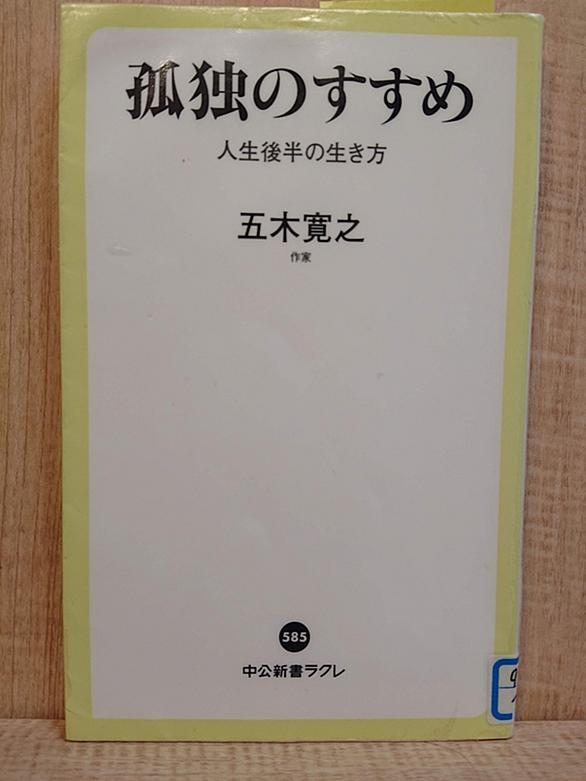 孤独のすすめ
人生後半の生き方
五木寛之
作家
585
中公新書ラクレ